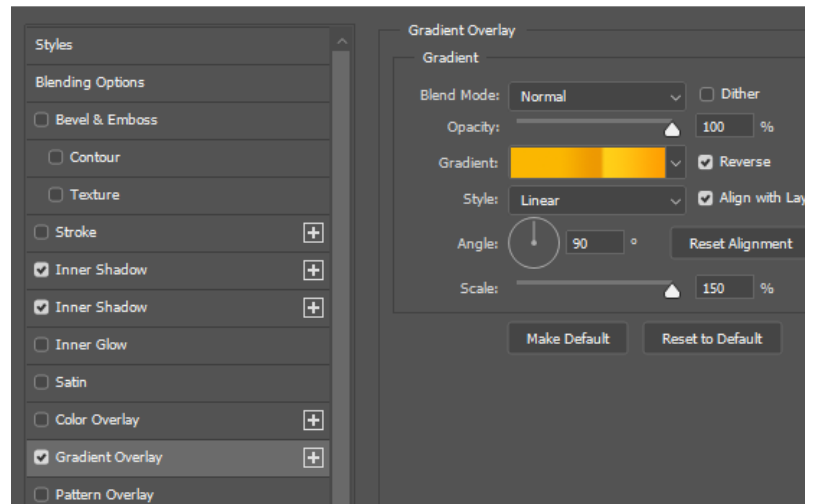 Styles
Blending Options
Bevel & Emboss
Contour
Texture
Stroke
Inner Shadow
Inner Shadow
Inner Glow
Satin
Color Overlay
Gradient Overlay
Pattern Overlay
Gradient Overlay
Gradient
Blend Mode: Normal Dither
Opacity: 100 %
Gradient: Reverse
Style: Linear Align with Lay
Angle: 90 ° Reset Alignment
Scale: 150 %
Make Default Reset to Default